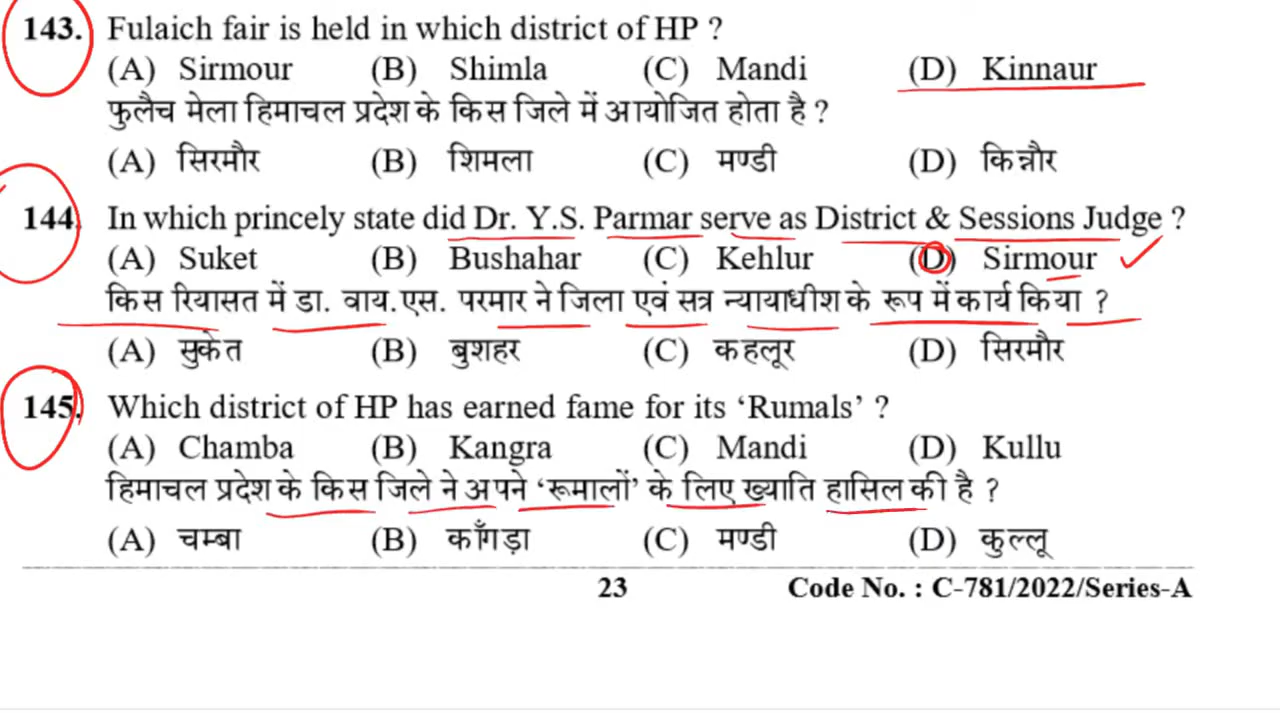 143. Fulaich fair is held in which district of HP ?
(A) Sirmour (B) Shimla (C) Mandi (D) Kinnaur
फुलैच मेला हिमाचल प्रदेश के किस जिले में आयोजित होता है ?
(A) सिरमौर (B) शिमला (C) मण्डी (D) किन्नौर
144. In which princely state did Dr. Y.S. Parmar serve as District & Sessions Judge ?
(A) Suket (B) Bushahar (C) Kehlur (D) Sirmour
किस रियासत में डा. वाय.एस. परमार ने जिला एवं सत्र न्यायाधीश के रूप में कार्य किया ?
(A) सुकेत (B) बुशहर (C) कहलूर (D) सिरमौर
145. Which district of HP has earned fame for its ‘Rumals’ ?
(A) Chamba (B) Kangra (C) Mandi (D) Kullu
हिमाचल प्रदेश के किस जिले ने अपने ‘रूमालों’ के लिए ख्याति हासिल की है ?
(A) चम्बा (B) काँगड़ा (C) मण्डी (D) कुल्लू
23 Code No. : C-781/2022/Series-A